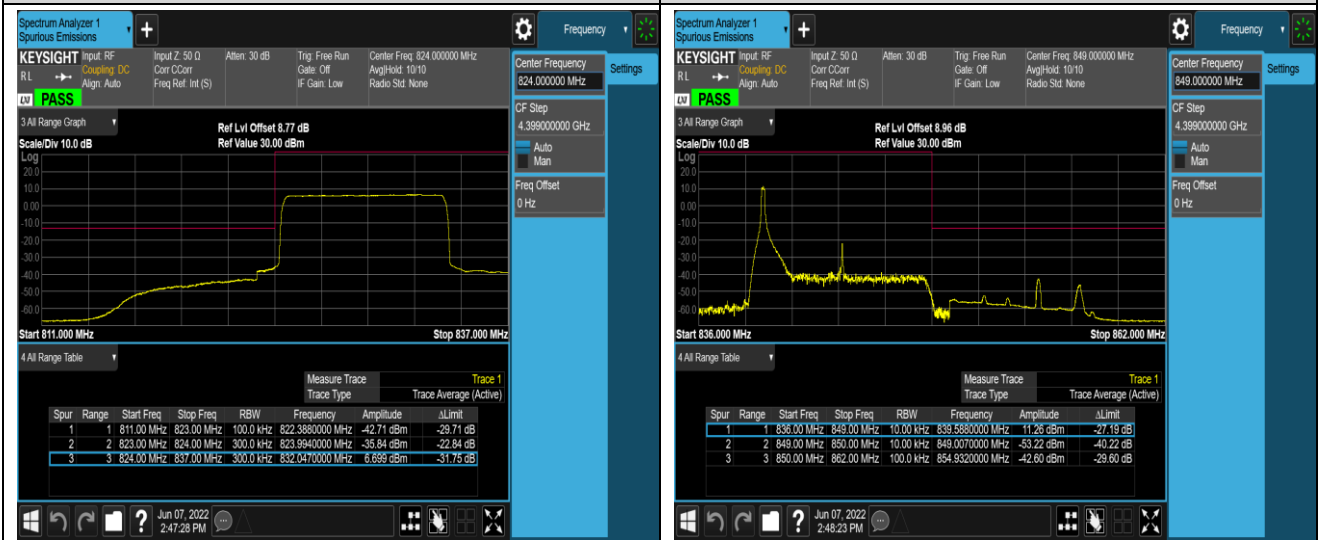 Spectrum Analyzer 1
Spurious Emissions
+
Frequency
KEYSIGHT
R L
LXI
PASS
Input: RF
Coupling: DC
Align: Auto
Input Z: 50 Ω
Corr CCorr
Freq Ref: Int (S)
Atten: 30 dB
Trig: Free Run
Gate: Off
IF Gain: Low
Center Freq: 824.000000 MHz
Avg|Hold: 10/10
Radio Std: None
Center Frequency
824.000000 MHz
Settings
CF Step
4.399000000 GHz
Auto
Man
Freq Offset
0 Hz
3 All Range Graph
Scale/Div 10.0 dB
Ref Lvl Offset 8.77 dB
Ref Value 30.00 dBm
Log
20.0
10.0
0.00
-10.0
-20.0
-30.0
-40.0
-50.0
-60.0
Start 811.000 MHz
Stop 837.000 MHz
4 All Range Table
Measure Trace Trace 1
Trace Type Trace Average (Active)
Spur Range Start Freq Stop Freq RBW Frequency Amplitude ΔLimit
1 1 811.00 MHz 823.00 MHz 100.0 kHz 822.3880000 MHz -42.71 dBm -29.71 dB
2 2 823.00 MHz 824.00 MHz 300.0 kHz 823.9940000 MHz -35.84 dBm -22.84 dB
3 3 824.00 MHz 837.00 MHz 300.0 kHz 832.0470000 MHz 6.699 dBm -31.75 dB
?
Jun 07, 2022
2:47:28 PM
Spectrum Analyzer 1
Spurious Emissions
+
Frequency
KEYSIGHT
R L
LXI
PASS
Input: RF
Coupling: DC
Align: Auto
Input Z: 50 Ω
Corr CCorr
Freq Ref: Int (S)
Atten: 30 dB
Trig: Free Run
Gate: Off
IF Gain: Low
Center Freq: 849.000000 MHz
Avg|Hold: 10/10
Radio Std: None
Center Frequency
849.000000 MHz
Settings
CF Step
4.399000000 GHz
Auto
Man
Freq Offset
0 Hz
3 All Range Graph
Scale/Div 10.0 dB
Ref Lvl Offset 8.96 dB
Ref Value 30.00 dBm
Log
20.0
10.0
0.00
-10.0
-20.0
-30.0
-40.0
-50.0
-60.0
Start 836.000 MHz
Stop 862.000 MHz
4 All Range Table
Measure Trace Trace 1
Trace Type Trace Average (Active)
Spur Range Start Freq Stop Freq RBW Frequency Amplitude ΔLimit
1 1 836.00 MHz 849.00 MHz 10.00 kHz 839.5880000 MHz 11.26 dBm -27.19 dB
2 2 849.00 MHz 850.00 MHz 10.00 kHz 849.0070000 MHz -53.22 dBm -40.22 dB
3 3 850.00 MHz 862.00 MHz 100.0 kHz 854.9320000 MHz -42.60 dBm -29.60 dB
?
Jun 07, 2022
2:48:23 PM